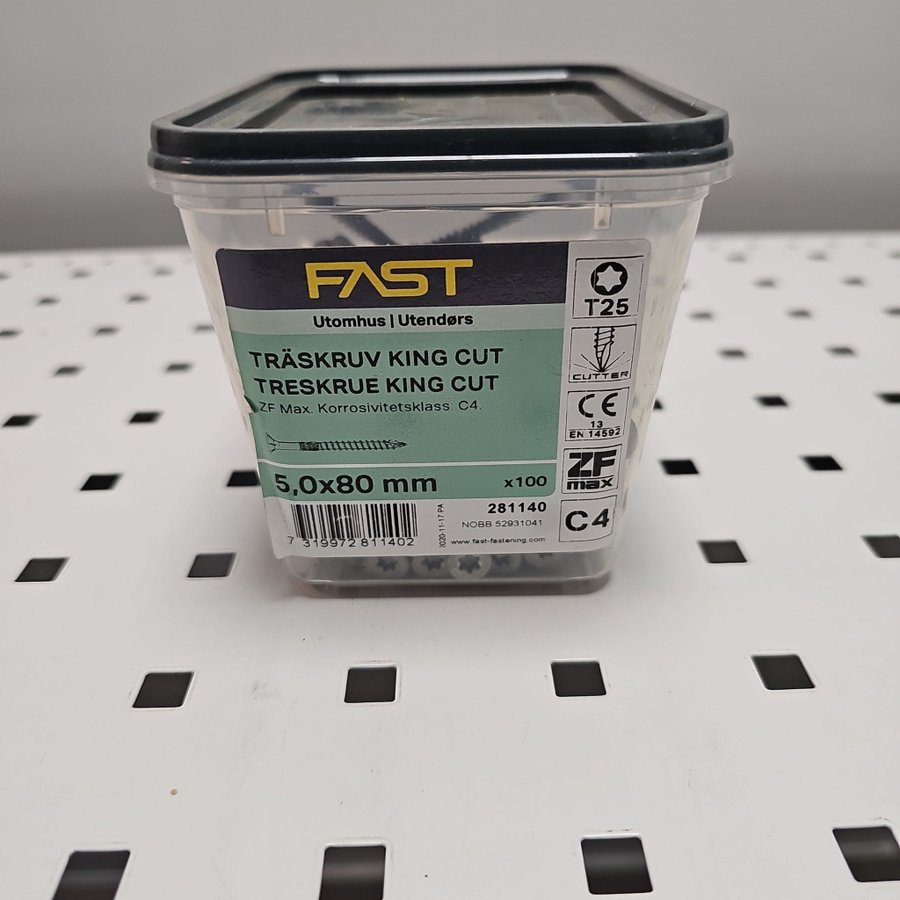 FAST
Utomhus | Utendørs
TRÄSKRUV KING CUT
TRESKRUE KING CUT
ZF Max. Korrosivitetsklass. C4.
5,0x80 mm
x100
7 319972 811402
2020-11-17 PA
281140
NOBB 52931041
www.fast-fastening.com
T25
CUTTER
CE
13
EN 14592
ZF
max
C4